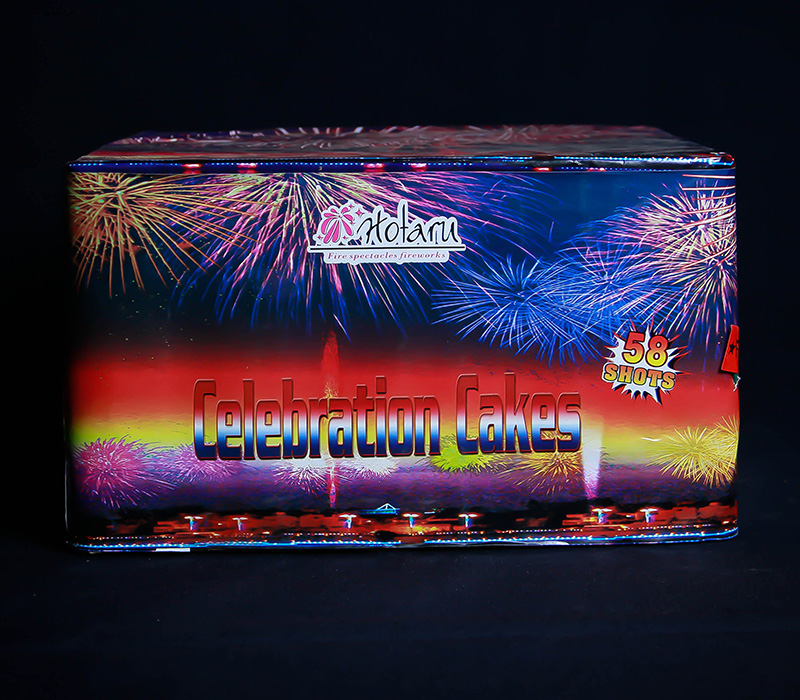 Hotaru
Fire spectacles fireworks
58
SHOTS
Celebration Cakes